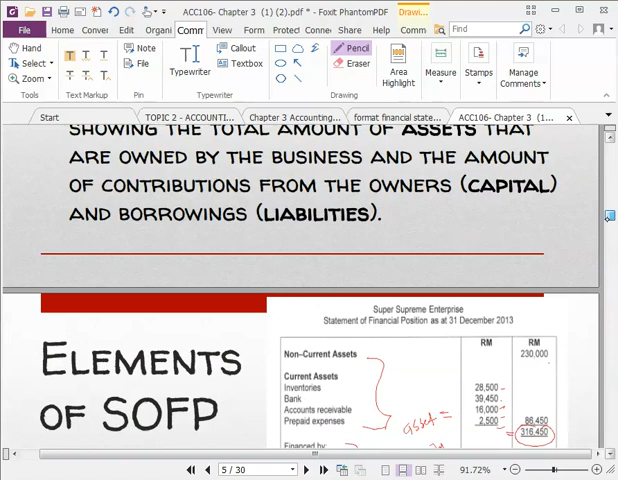 ACC106- Chapter 3 (1) (2).pdf * - Foxit PhantomPDF
Drawi...
File Home Conver Edit Organi Comm View Form Protect Share Help
Find
Hand
Select
Zoom
Tools
Note
File
Text Markup
Pin
Typewriter
Callout
Textbox
Typewriter
Pencil
Eraser
Drawing
Area
Highlight
Measure
Stamps
Manage
Comments
Start
TOPIC 2 - ACCOUNTI...
Chapter 3 Accounting...
format financial state...
ACC106- Chapter 3 (1...
SHOWING THE TOTAL AMOUNT OF ASSETS THAT
ARE OWNED BY THE BUSINESS AND THE AMOUNT
OF CONTRIBUTIONS FROM THE OWNERS (CAPITAL)
AND BORROWINGS (LIABILITIES).
ELEMENTS
OF SOFP
Super Supreme Enterprise
Statement of Financial Position as at 31 December 2013
RM RM
Non-Current Assets 230,000
Current Assets
Inventories 28,500
Bank 39,450
Accounts receivable 16,000
Prepaid expenses 2,500 86,450
asset = = 316,450
Financed by:
5 / 30
91.72%